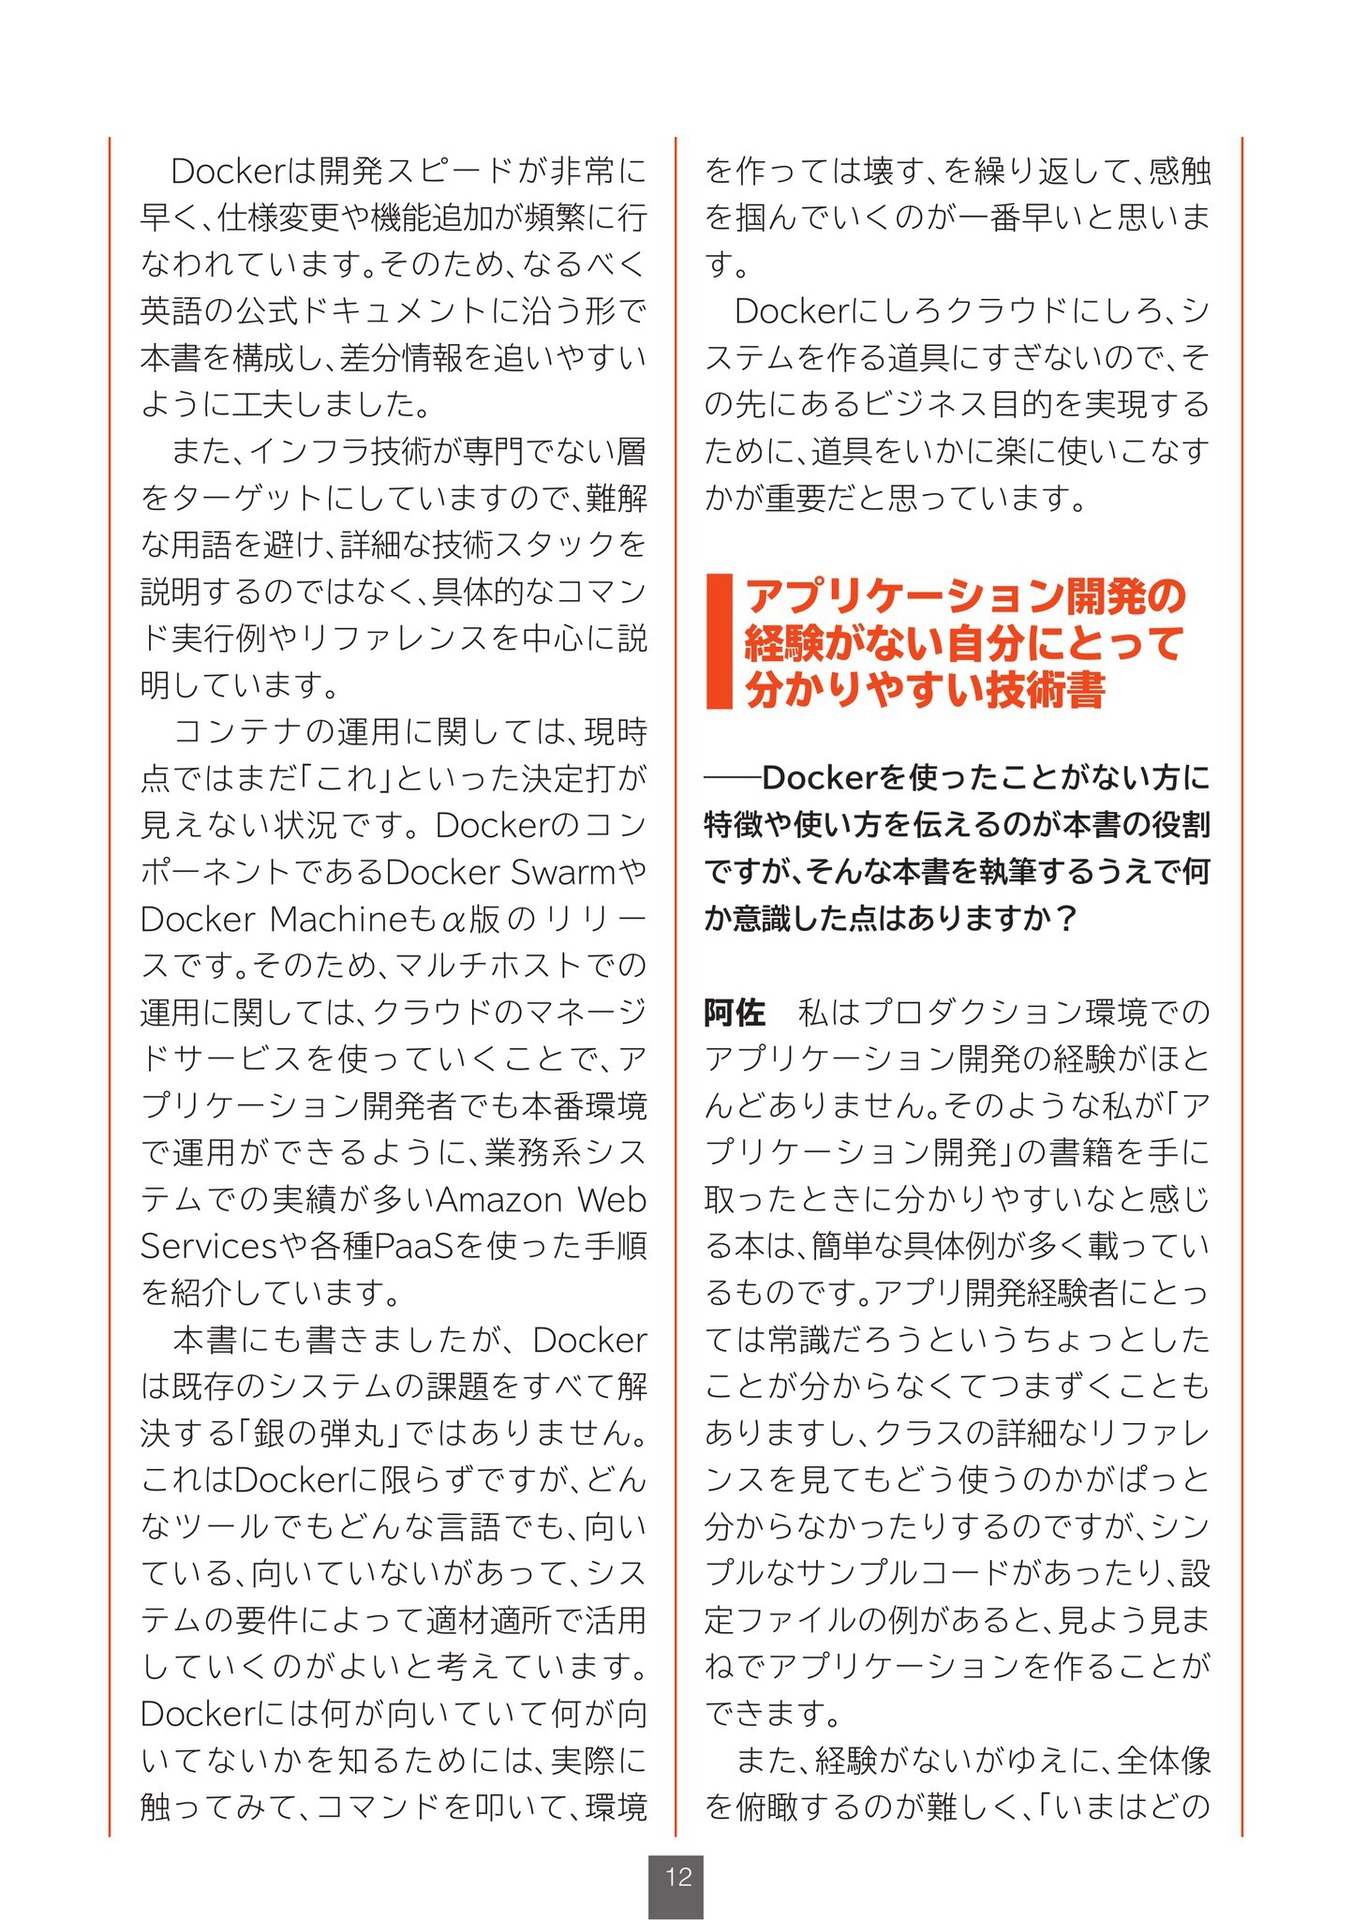 Dockerは開発スピードが非常に
早く、仕様変更や機能追加が頻繁に行
なわれています。そのため、なるべく
英語の公式ドキュメントに沿う形で
本書を構成し、差分情報を追いやすい
ように工夫しました。
また、インフラ技術が専門でない層
をターゲットにしていますので、難解
な用語を避け、詳細な技術スタックを
説明するのではなく、具体的なコマン
ド実行例やリファレンスを中心に説
明しています。
コンテナの運用に関しては、現時
点ではまだ「これ」といった決定打が
見えない状況です。Dockerのコン
ポーネントであるDocker Swarmや
Docker Machineもα版のリリー
スです。そのため、マルチホストでの
運用に関しては、クラウドのマネージ
ドサービスを使っていくことで、ア
プリケーション開発者でも本番環境
で運用ができるように、業務系シス
テムでの実績が多いAmazon Web
Servicesや各種PaaSを使った手順
を紹介しています。
本書にも書きましたが、Docker
は既存のシステムの課題をすべて解
決する「銀の弾丸」ではありません。
これはDockerに限らずですが、どん
なツールでもどんな言語でも、向い
ている、向いていないがあって、シス
テムの要件によって適材適所で活用
していくのがよいと考えています。
Dockerには何が向いていて何が向
いてないかを知るためには、実際に
触ってみて、コマンドを叩いて、環境
を作っては壊す、を繰り返して、感触
を掴んでいくのが一番早いと思いま
す。
Dockerにしろクラウドにしろ、シ
ステムを作る道具にすぎないので、そ
の先にあるビジネス目的を実現する
ために、道具をいかに楽に使いこなす
かが重要だと思っています。
アプリケーション開発の
経験がない自分にとって
分かりやすい技術書
――Dockerを使ったことがない方に
特徴や使い方を伝えるのが本書の役割
ですが、そんな本書を執筆するうえで何
か意識した点はありますか？
阿佐　私はプロダクション環境での
アプリケーション開発の経験がほと
んどありません。そのような私が「ア
プリケーション開発」の書籍を手に
取ったときに分かりやすいなと感じ
る本は、簡単な具体例が多く載ってい
るものです。アプリ開発経験者にとっ
ては常識だろうというちょっとした
ことが分からなくてつまずくことも
ありますし、クラスの詳細なリファレ
ンスを見てもどう使うのかがぱっと
分からなかったりするのですが、シン
プルなサンプルコードがあったり、設
定ファイルの例があると、見よう見ま
ねでアプリケーションを作ることが
できます。
また、経験がないがゆえに、全体像
を俯瞰するのが難しく、「いまはどの
12